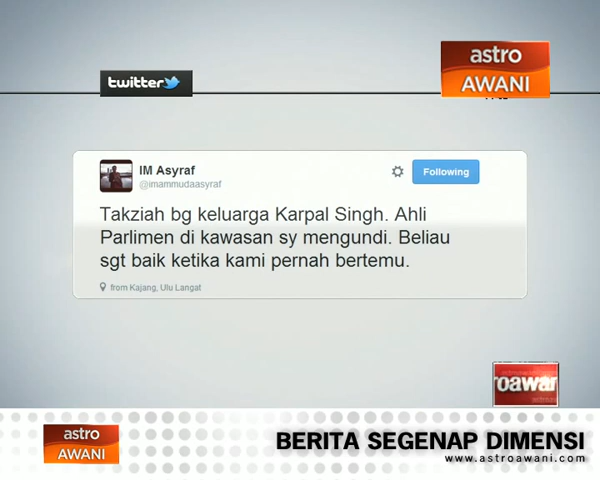 twitter
astro
AWANI
IM Asyraf
@imammudaasyraf
Following
Takziah bg keluarga Karpal Singh. Ahli
Parlimen di kawasan sy mengundi. Beliau
sgt baik ketika kami pernah bertemu.
from Kajang, Ulu Langat
roawan
astro
AWANI
BERITA SEGENAP DIMENSI
www.astroawani.com